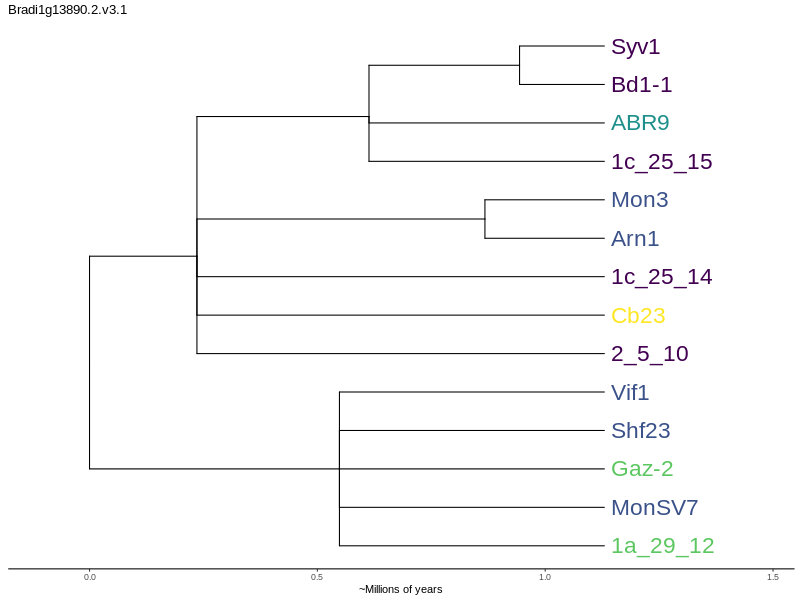 Bradi1g13890.2.v3.1
Syv1
Bd1-1
ABR9
1c_25_15
Mon3
Arn1
1c_25_14
Cb23
2_5_10
Vif1
Shf23
Gaz-2
MonSV7
1a_29_12
0.0 0.5 1.0 1.5
~Millions of years